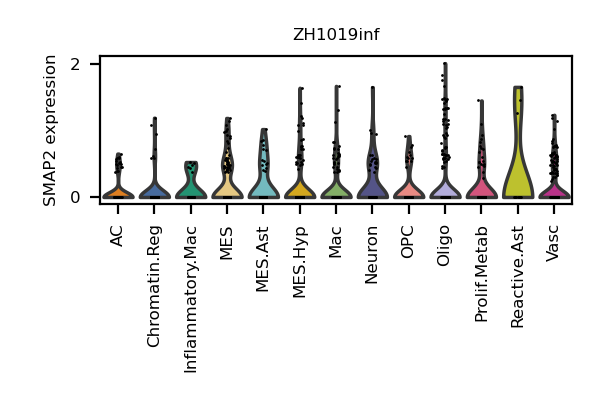 ZH1019inf
SMAP2 expression
2
0
AC
Chromatin.Reg
Inflammatory.Mac
MES
MES.Ast
MES.Hyp
Mac
Neuron
OPC
Oligo
Prolif.Metab
Reactive.Ast
Vasc